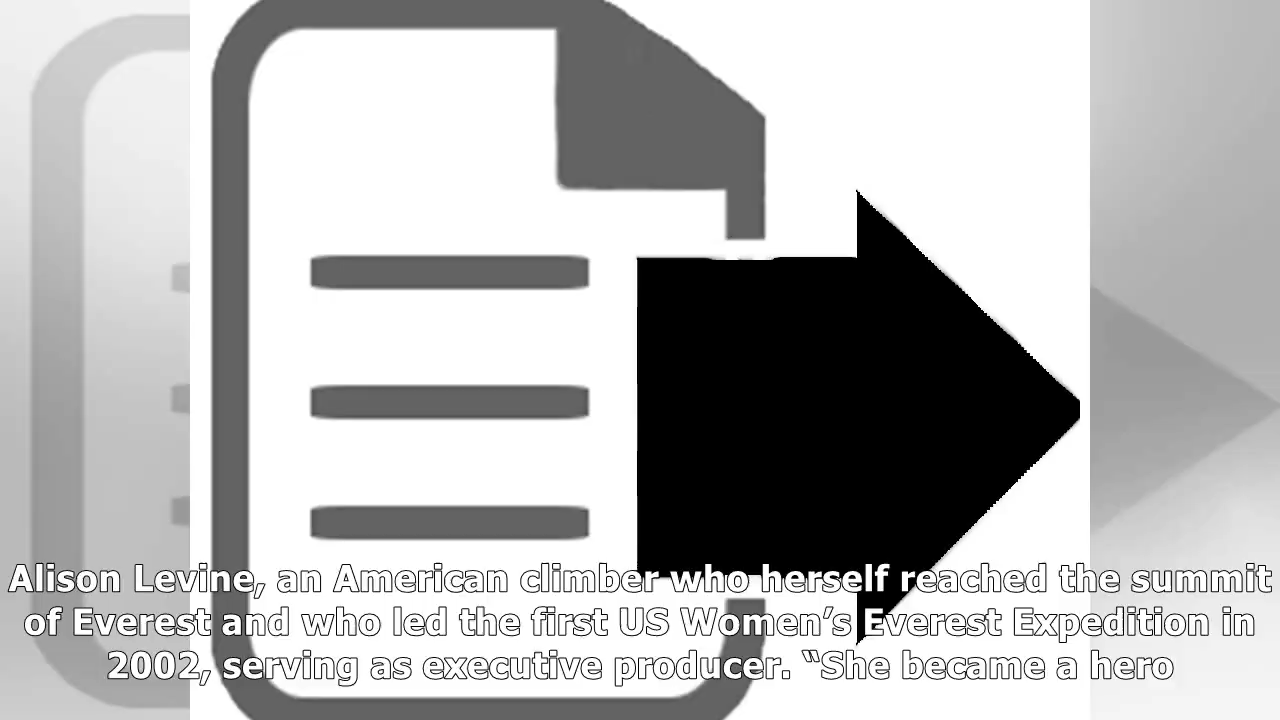 Alison Levine, an American climber who herself reached the summit
of Everest and who led the first US Women’s Everest Expedition in
2002, serving as executive producer. “She became a hero